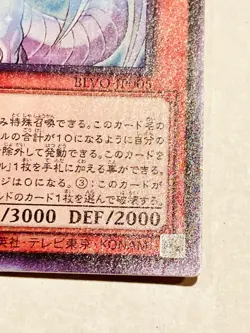 BLVO-JP005
み特殊召喚できる。このカード名の
ルの合計が１０になるように自分の
外して発動できる。このカードを
ル」１枚を手札に加える事ができる。
ジは０になる。③：このカードが
ルドのカード１枚を選んで破壊する。
/3000 DEF/2000
英社・テレビ東京・KONAMI